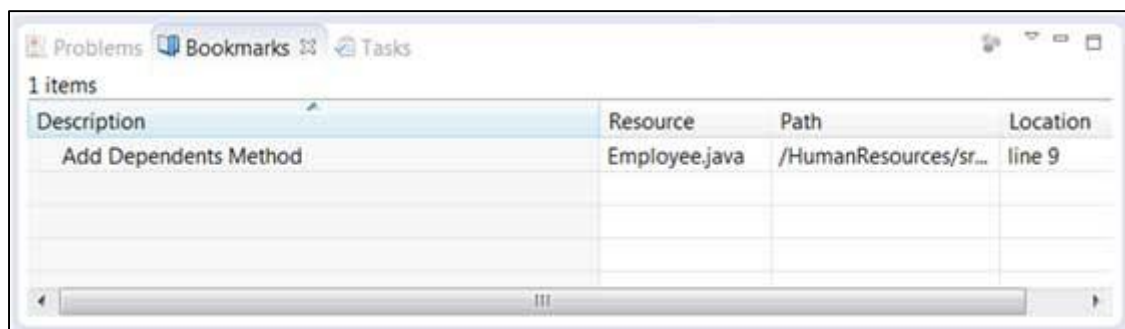 Problems Bookmarks Tasks
1 items
Description Resource Path Location
Add Dependents Method Employee.java /HumanResources/sr... line 9